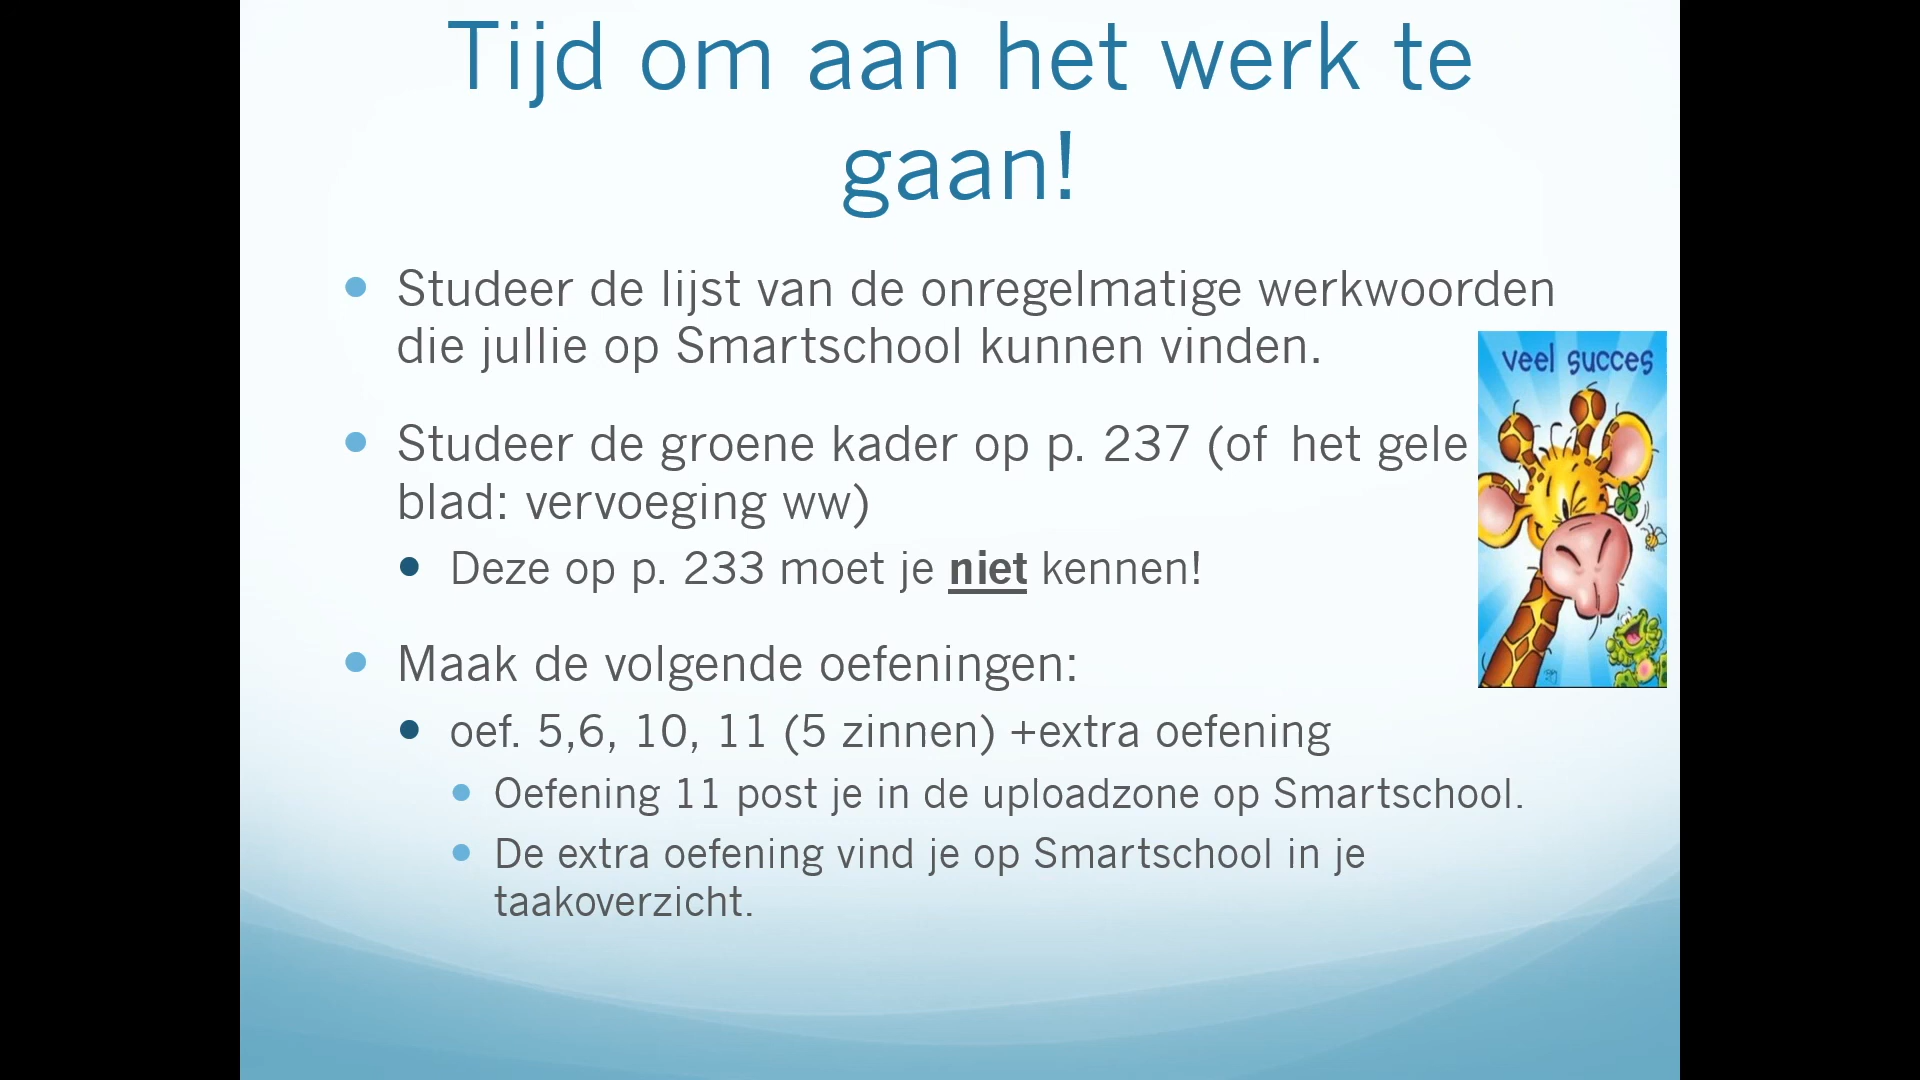 Tijd om aan het werk te
gaan!
Studeer de lijst van de onregelmatige werkwoorden
die jullie op Smartschool kunnen vinden.
veel succes
Studeer de groene kader op p. 237 (of het gele
blad: vervoeging ww)
Deze op p. 233 moet je niet kennen!
Maak de volgende oefeningen:
oef. 5,6, 10, 11 (5 zinnen) +extra oefening
Oefening 11 post je in de uploadzone op Smartschool.
De extra oefening vind je op Smartschool in je
taakoverzicht.